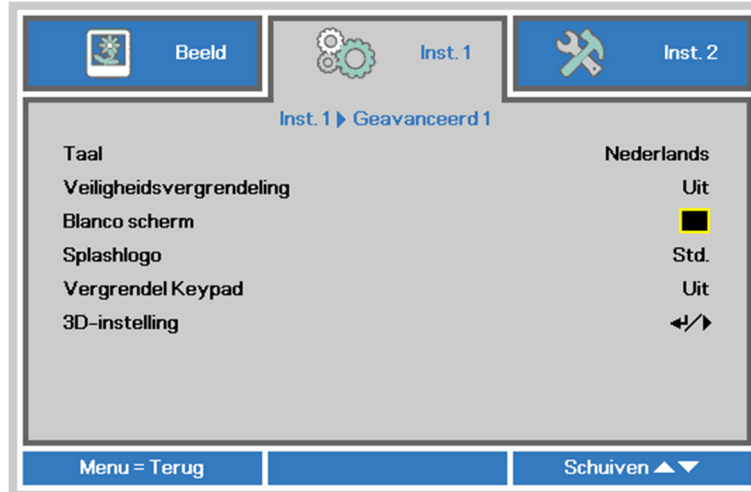 Beeld
Inst. 1
Inst. 2
Inst. 1 Geavanceerd 1
Taal Nederlands
Veiligheidsvergrendeling Uit
Blanco scherm
Splashlogo Std.
Vergrendel Keypad Uit
3D-instelling
Menu = Terug
Schuiven